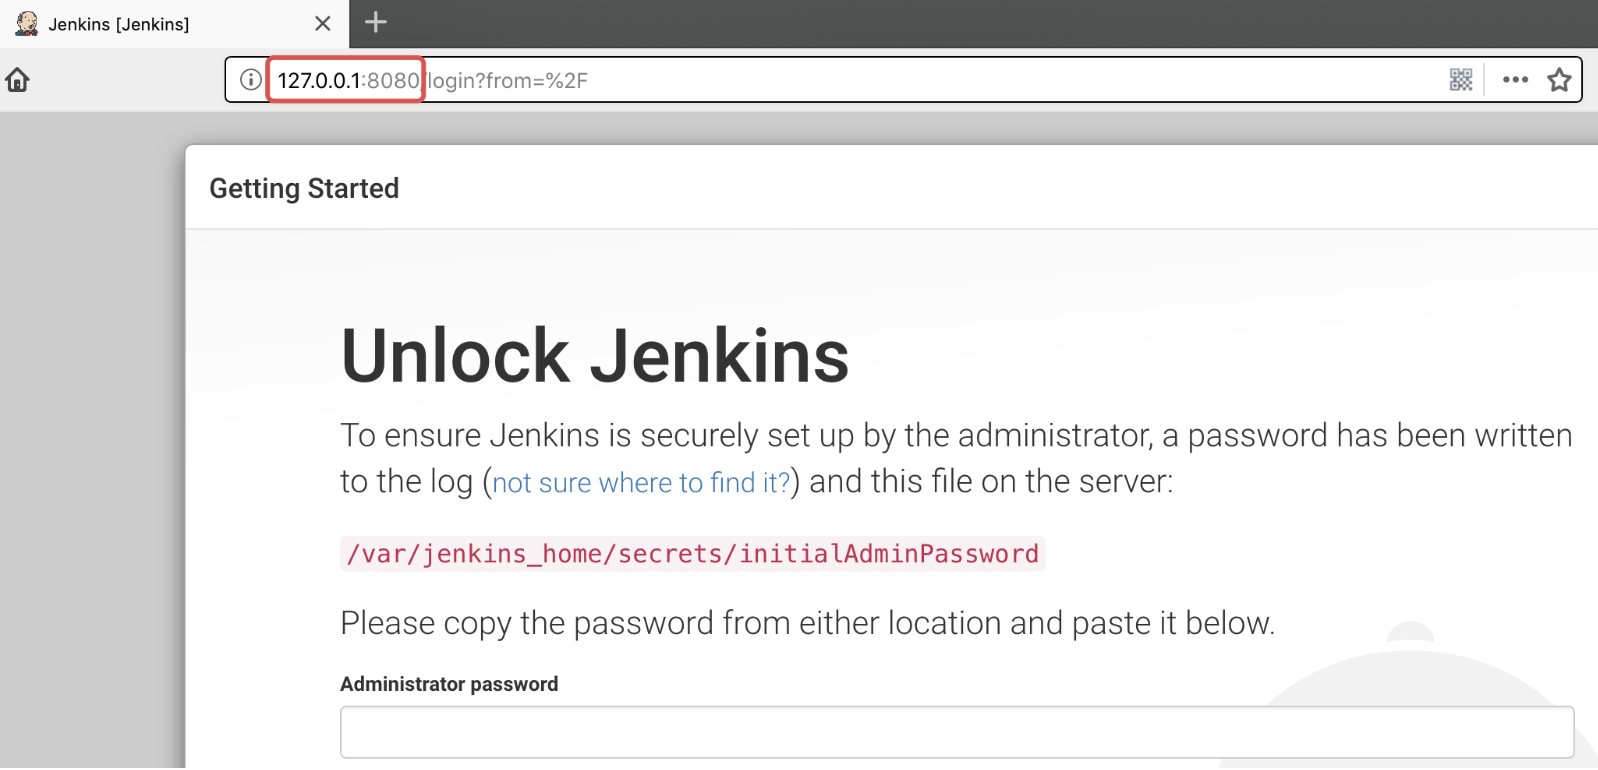 Jenkins [Jenkins]
127.0.0.1:8080/login?from=%2F
Getting Started
Unlock Jenkins
To ensure Jenkins is securely set up by the administrator, a password has been written
to the log (not sure where to find it?) and this file on the server:
/var/jenkins_home/secrets/initialAdminPassword
Please copy the password from either location and paste it below.
Administrator password